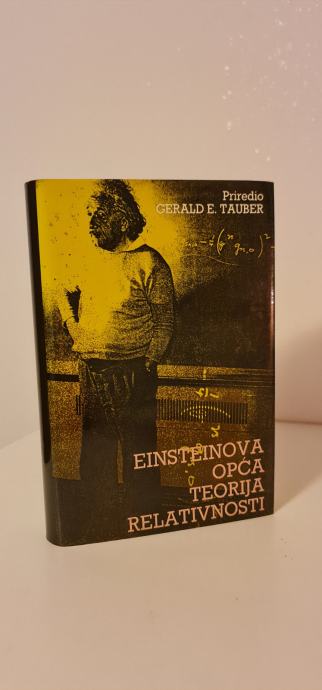 Priredio
GERALD E. TAUBER
EINSTEINOVA
OPĆA
TEORIJA
RELATIVNOSTI